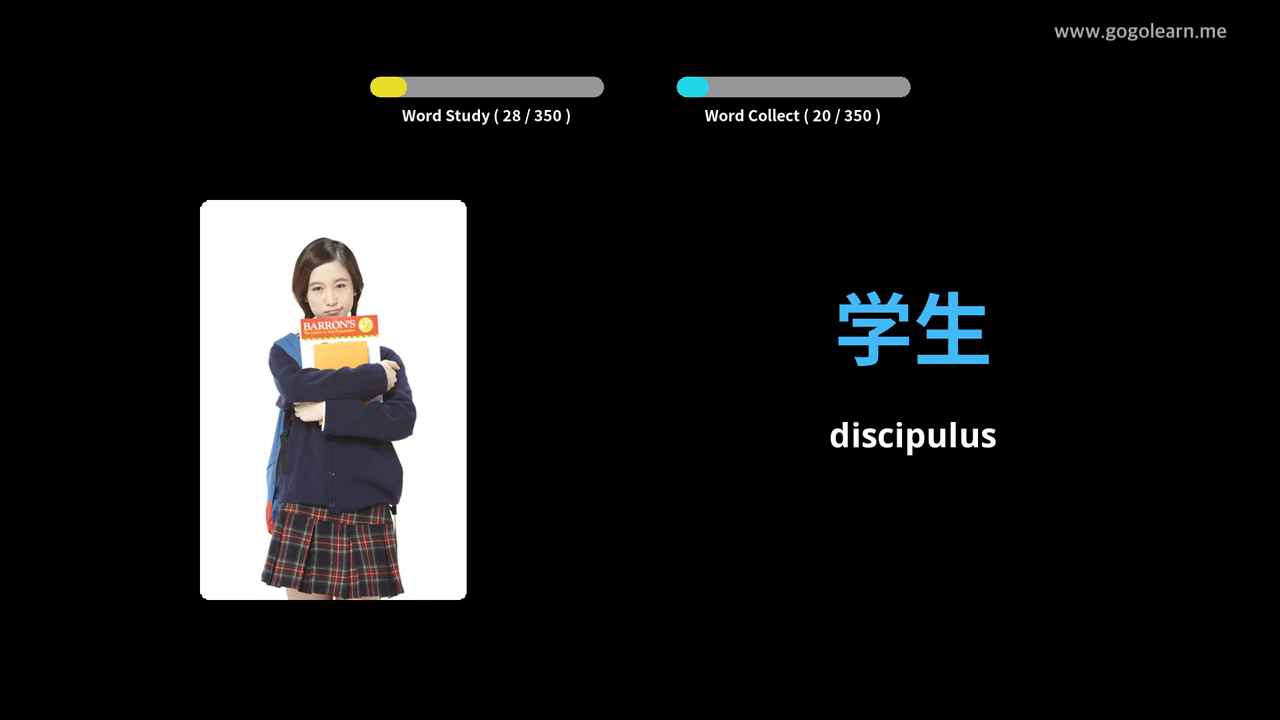 www.gogolearn.me
Word Study ( 28 / 350 )
Word Collect ( 20 / 350 )
BARRON'S
学生
discipulus